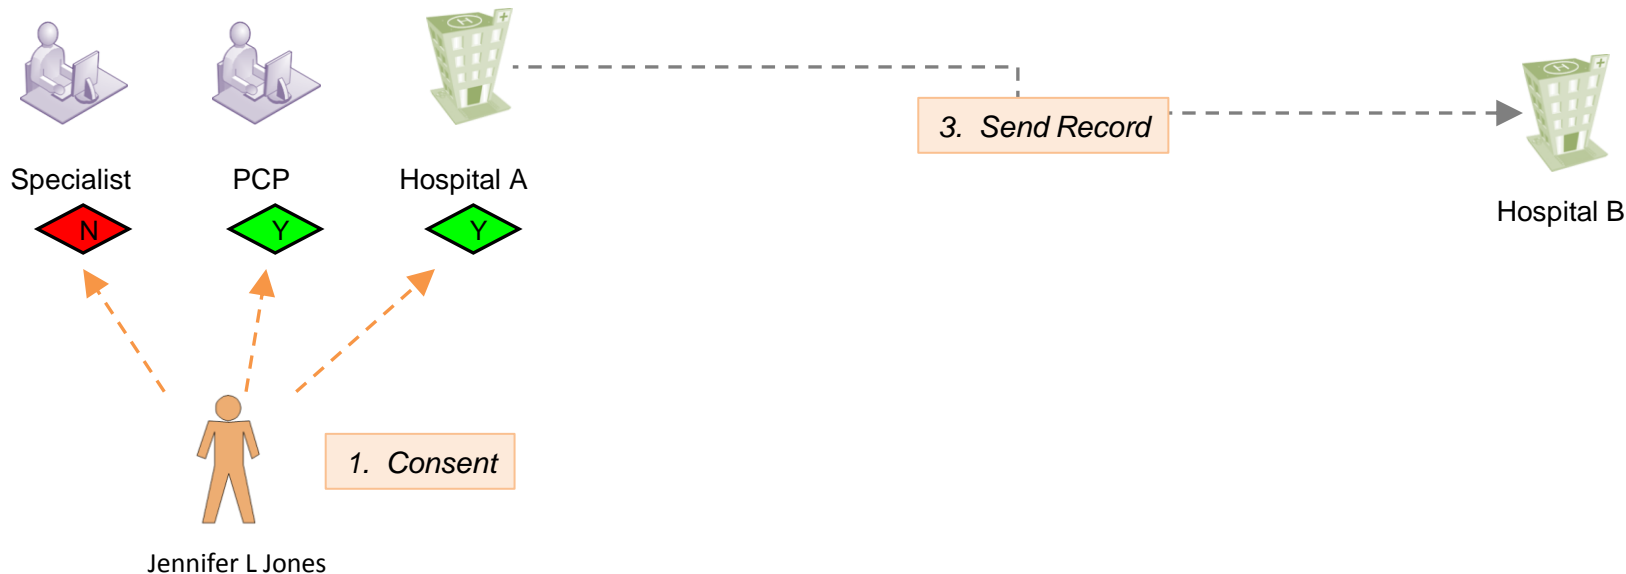 3. Send Record
Specialist
PCP
Hospital A
Hospital B
N
Y
Y
1. Consent
Jennifer L Jones